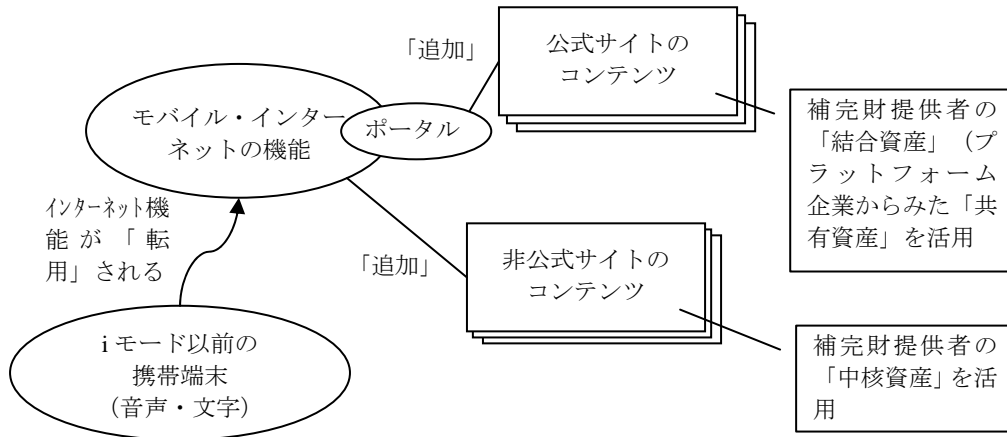 公式サイトの
コンテンツ
「追加」
モバイル・インター
ネットの機能
ポータル
補完財提供者の
「結合資産」（プ
ラットフォーム
企業からみた「共
有資産」を活用
インターネット機
能が「転
用」される
「追加」
非公式サイトの
コンテンツ
iモード以前の
携帯端末
（音声・文字）
補完財提供者の
「中核資産」を活
用